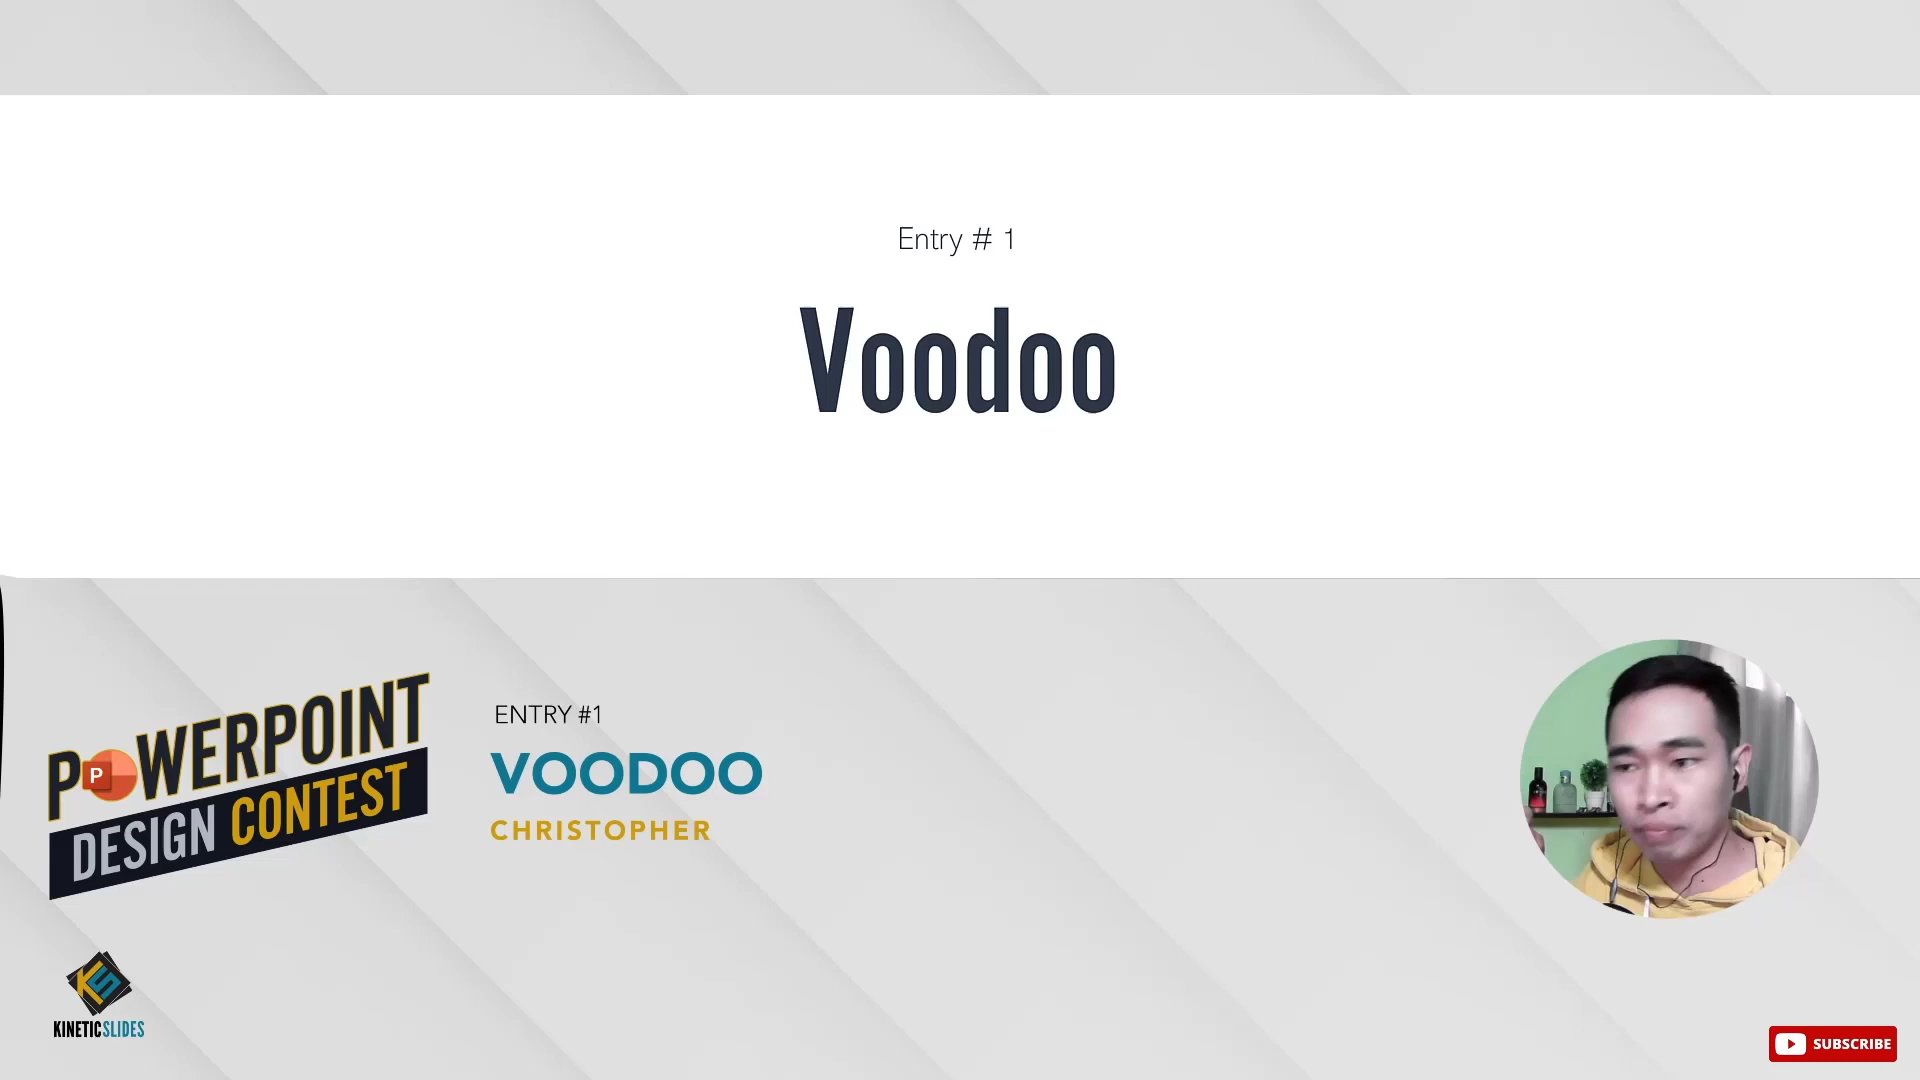 Entry # 1
Voodoo
POWERPOINT
DESIGN CONTEST
ENTRY #1
VOODOO
CHRISTOPHER
KINETICSLIDES
SUBSCRIBE